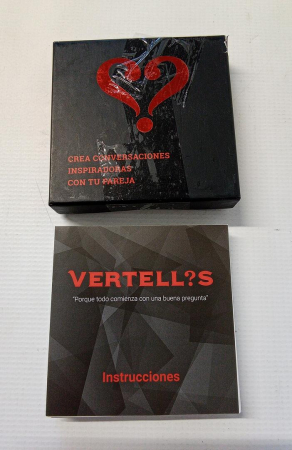 CREA CONVERSACIONES
INSPIRADORAS
CON TU PAREJA
VERTELL?S
"Porque todo comienza con una buena pregunta"
Instrucciones